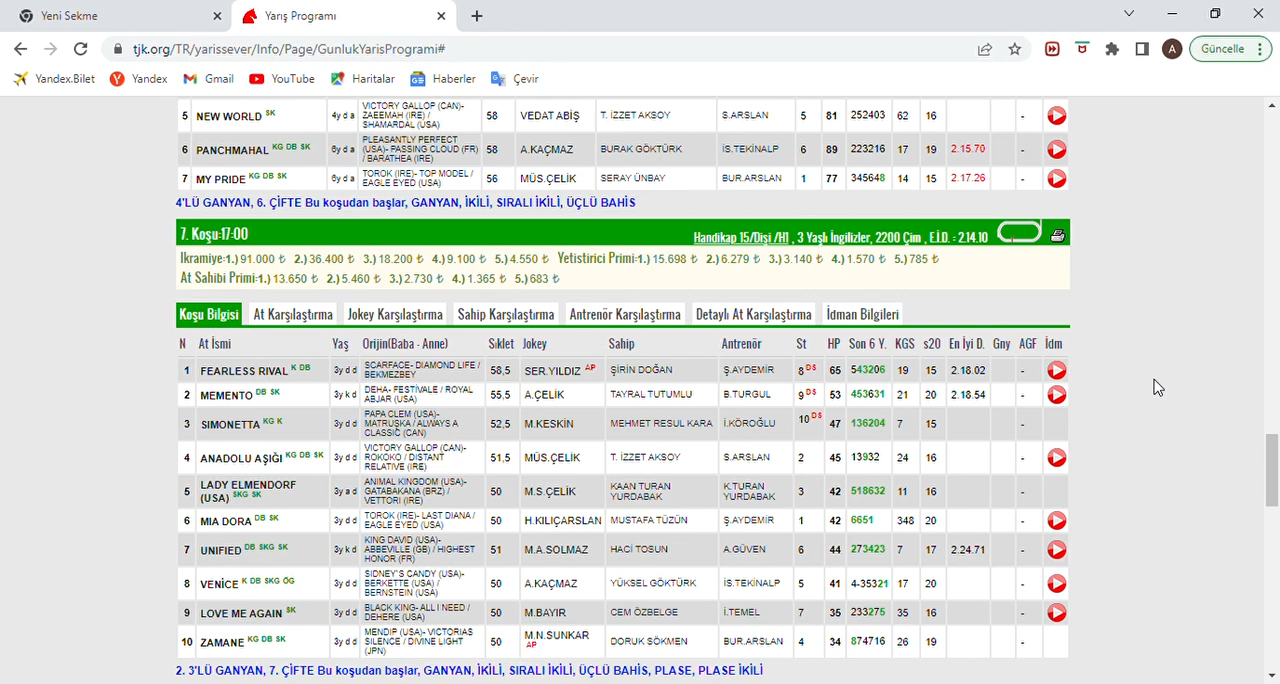 Yeni Sekme
Yarış Programı
tjk.org/TR/yarissever/Info/Page/GunlukYarisProgrami#
A
Güncelle
Yandex.Bilet
Yandex
Gmail
YouTube
Haritalar
Haberler
Çevir
5 NEW WORLD SK 4y d a VICTORY GALLOP (CAN)- ZAEEMAH (IRE) / SHAMARDAL (USA) 58 VEDAT ABİŞ T. İZZET AKSOY S.ARSLAN 5 81 252403 62 16 -
6 PANCHMAHAL KG DB SK 6y d a PLEASANTLY PERFECT (USA)- PASSING CLOUD (FR) / BARATHEA (IRE) 58 A.KAÇMAZ BURAK GÖKTÜRK İS.TEKİNALP 6 89 223216 17 19 2.15.70 -
7 MY PRIDE KG DB SK 6y d a TOROK (IRE)- TOP MODEL / EAGLE EYED (USA) 56 MÜS.ÇELİK SERAY ÜNBAY BUR.ARSLAN 1 77 345648 14 15 2.17.26 -
4'LÜ GANYAN, 6. ÇİFTE Bu koşudan başlar, GANYAN, İKİLİ, SIRALI İKİLİ, ÜÇLÜ BAHİS
7. Koşu:17:00 Handikap 15/Dişi /H1 , 3 Yaşlı İngilizler, 2200 Çim , E.İ.D. : 2.14.10
Ikramiye:1.) 91.000 ₺ 2.) 36.400 ₺ 3.) 18.200 ₺ 4.) 9.100 ₺ 5.) 4.550 ₺ Yetistirici Primi:1.) 15.698 ₺ 2.) 6.279 ₺ 3.) 3.140 ₺ 4.) 1.570 ₺ 5.) 785 ₺
At Sahibi Primi:1.) 13.650 ₺ 2.) 5.460 ₺ 3.) 2.730 ₺ 4.) 1.365 ₺ 5.) 683 ₺
Koşu Bilgisi At Karşılaştırma Jokey Karşılaştırma Sahip Karşılaştırma Antrenör Karşılaştırma Detaylı At Karşılaştırma İdman Bilgileri
N At İsmi Yaş Orijin(Baba - Anne) Sıklet Jokey Sahip Antrenör St HP Son 6 Y. KGS s20 En İyi D. Gny AGF İdm
1 FEARLESS RIVAL K DB 3y d d SCARFACE- DIAMOND LIFE / BEKMEZBEY 58,5 SER.YILDIZ AP ŞİRİN DOĞAN Ş.AYDEMİR 8 DS 65 543206 19 15 2.18.02 -
2 MEMENTO DB SK 3y k d DEHA- FESTİVALE / ROYAL ABJAR (USA) 55,5 A.ÇELİK TAYRAL TUTUMLU B.TURGUL 9 DS 53 453631 21 20 2.18.54 -
3 SIMONETTA KG K 3y d d PAPA CLEM (USA)- MATRUŞKA / ALWAYS A CLASSIC (CAN) 52,5 M.KESKİN MEHMET RESUL KARA İ.KÖROĞLU 10 DS 47 136204 7 15 -
4 ANADOLU AŞIĞI KG DB SK 3y d d VICTORY GALLOP (CAN)- ROKOKO / DISTANT RELATIVE (IRE) 51,5 MÜS.ÇELİK T. İZZET AKSOY S.ARSLAN 2 45 13932 24 16 -
5 LADY ELMENDORF (USA) SKG SK 3y a d ANIMAL KINGDOM (USA)- GATABAKANA (BRZ) / VETTORI (IRE) 50 M.S.ÇELİK KAAN TURAN YURDABAK K.TURAN YURDABAK 3 42 518632 11 16 -
6 MIA DORA DB SK 3y d d TOROK (IRE)- LAST DIANA / EAGLE EYED (USA) 50 H.KILIÇARSLAN MUSTAFA TÜZÜN Ş.AYDEMİR 1 42 6651 348 20 -
7 UNIFIED DB SKG SK 3y k d KING DAVID (USA)- ABBEVILLE (GB) / HIGHEST HONOR (FR) 51 M.A.SOLMAZ HACİ TOSUN A.GÜVEN 6 44 273423 7 17 2.24.71 -
8 VENİCE K DB SKG ÖG 3y d d SIDNEY'S CANDY (USA)- BERKETTE (USA) / BERNSTEIN (USA) 50 A.KAÇMAZ YÜKSEL GÖKTÜRK İS.TEKİNALP 5 41 4-35321 17 20 -
9 LOVE ME AGAIN SK 3y d d BLACK KING- ALL I NEED / DEHERE (USA) 50 M.BAYIR CEM ÖZBELGE İ.TEMEL 7 35 233275 35 16 -
10 ZAMANE KG DB SK 3y d d MENDIP (USA)- VICTORIAS SILENCE / DIVINE LIGHT (JPN) 50 M.N.SUNKAR AP DORUK SÖKMEN BUR.ARSLAN 4 34 874716 26 19 -
2. 3'LÜ GANYAN, 7. ÇİFTE Bu koşudan başlar, GANYAN, İKİLİ, SIRALI İKİLİ, ÜÇLÜ BAHİS, PLASE, PLASE İKİLİ